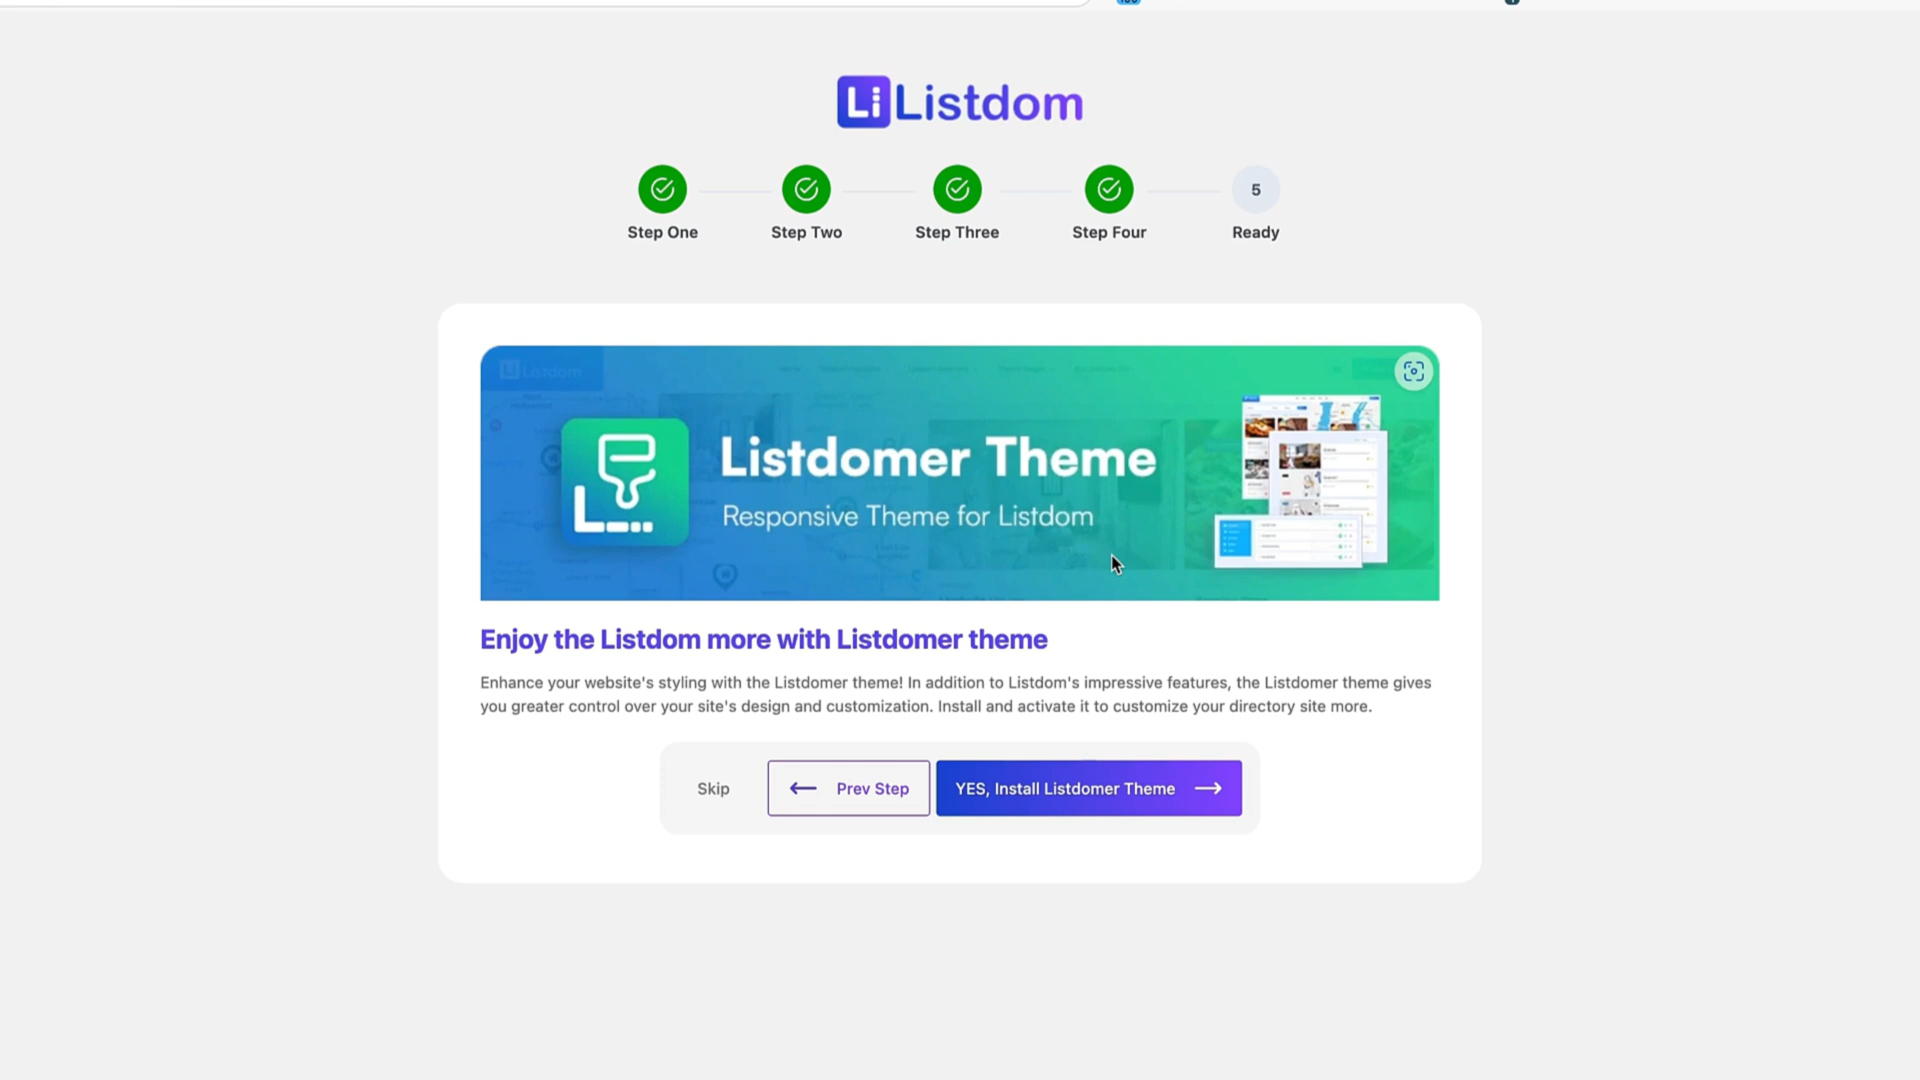 Li Listdom
5
Step One
Step Two
Step Three
Step Four
Ready
Li Listdom
Listdomer Theme
Responsive Theme for Listdom
Enjoy the Listdom more with Listdomer theme
Enhance your website's styling with the Listdomer theme! In addition to Listdom's impressive features, the Listdomer theme gives
you greater control over your site's design and customization. Install and activate it to customize your directory site more.
Skip
Prev Step
YES, Install Listdomer Theme